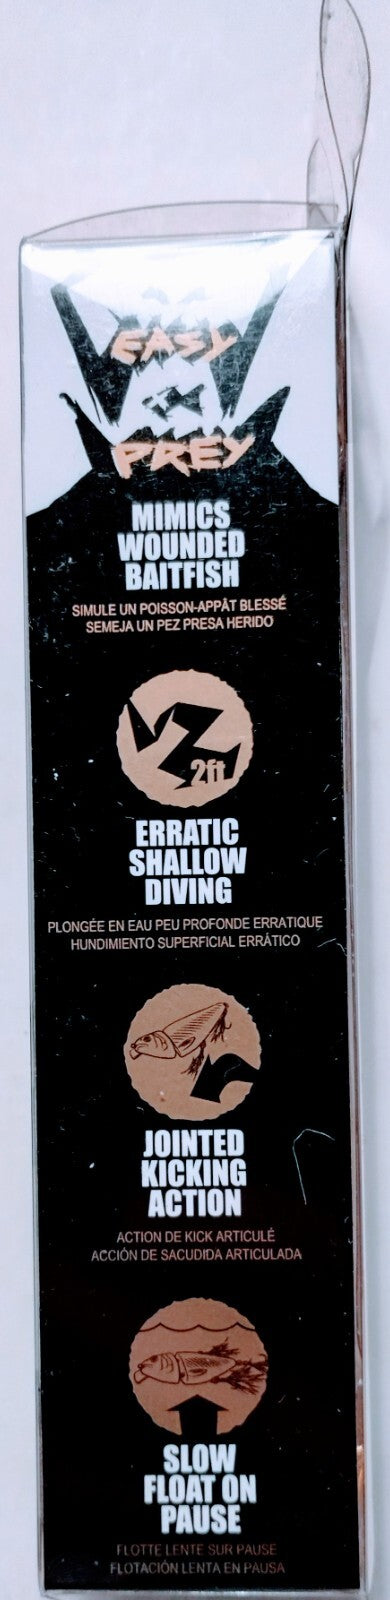 EASY
PREY
MIMICS
WOUNDED
BAITFISH
SIMULE UN POISSON-APPÂT BLESSÉ
SEMEJA UN PEZ PRESA HERIDO
2ft
ERRATIC
SHALLOW
DIVING
PLONGÉE EN EAU PEU PROFONDE ERRATIQUE
HUNDIMIENTO SUPERFICIAL ERRÁTICO
JOINTED
KICKING
ACTION
ACTION DE KICK ARTICULÉ
ACCIÓN DE SACUDIDA ARTICULADA
SLOW
FLOAT ON
PAUSE
FLOTTE LENTE SUR PAUSE
FLOTACIÓN LENTA EN PAUSA